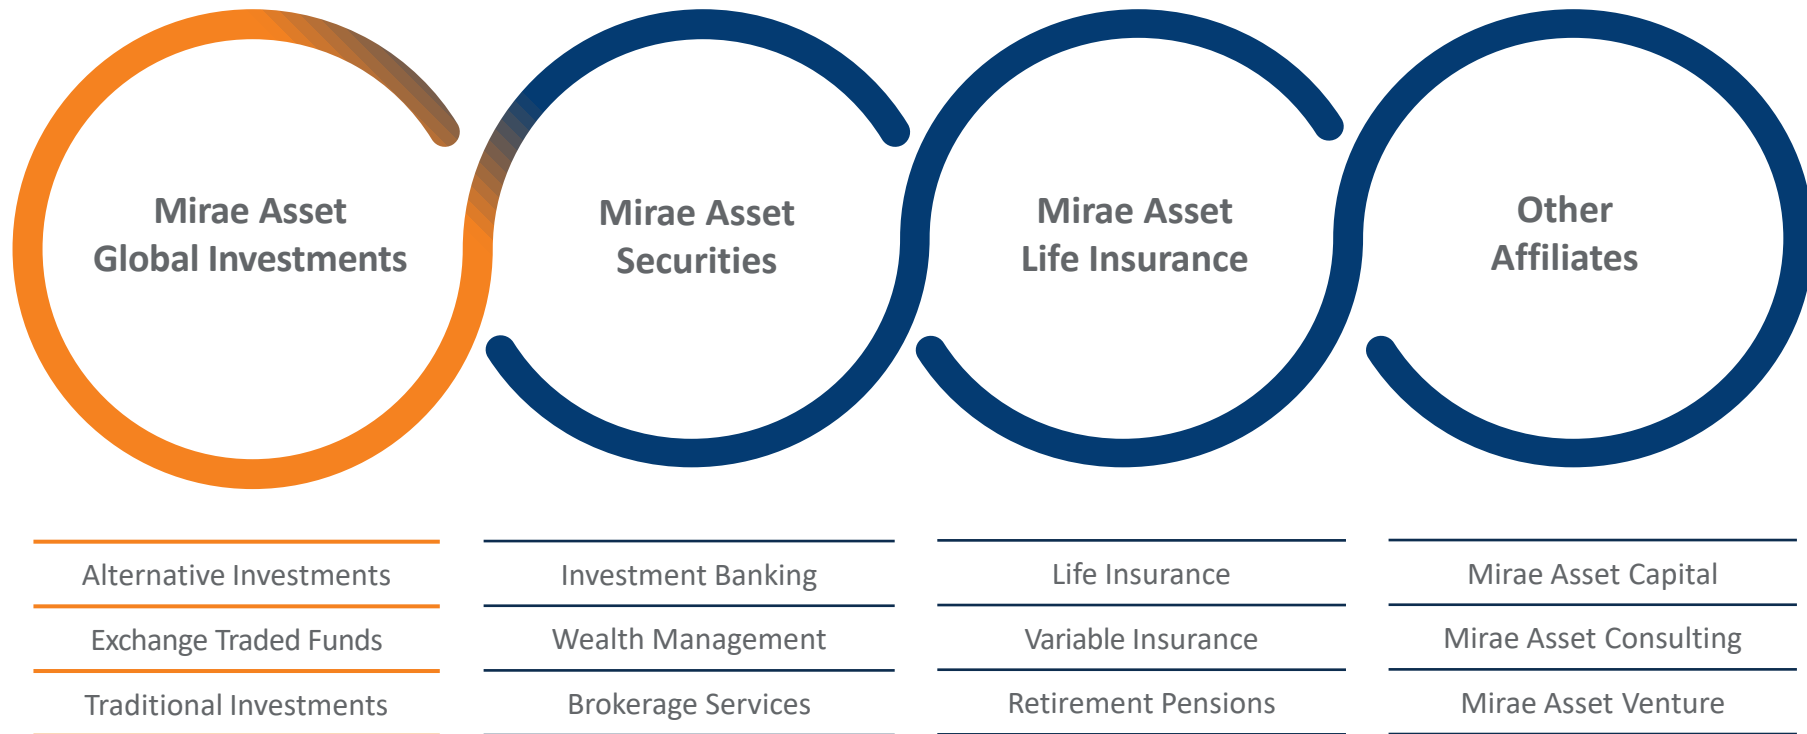 Mirae Asset
Global Investments
Mirae Asset
Securities
Mirae Asset
Life Insurance
Other
Affiliates
Alternative Investments
Exchange Traded Funds
Traditional Investments
Investment Banking
Wealth Management
Brokerage Services
Life Insurance
Variable Insurance
Retirement Pensions
Mirae Asset Capital
Mirae Asset Consulting
Mirae Asset Venture